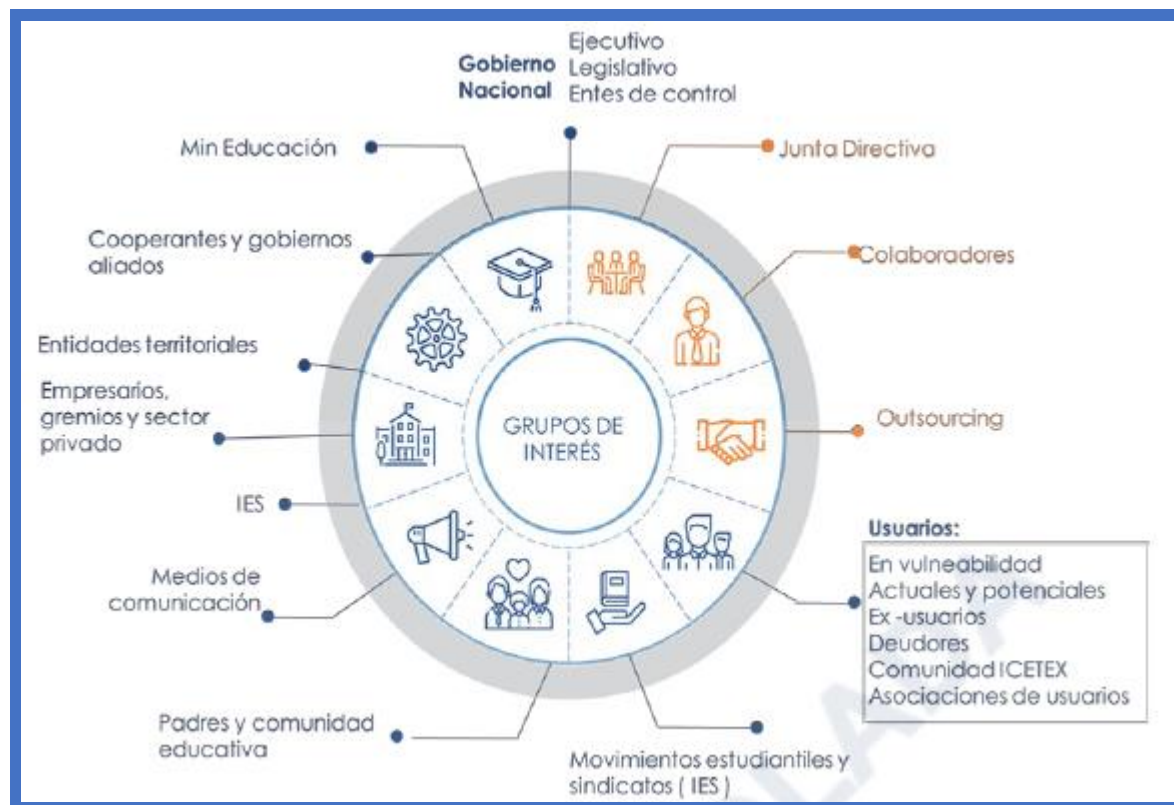 Gobierno Nacional
Ejecutivo
Legislativo
Entes de control
Min Educación
Junta Directiva
Cooperantes y gobiernos
aliados
Colaboradores
Entidades territoriales
Empresarios,
gremios y sector
privado
GRUPOS DE
INTERÉS
Outsourcing
IES
Usuarios:
En vulneabilidad
Actuales y potenciales
Ex -usuarios
Deudores
Comunidad ICETEX
Asociaciones de usuarios
Medios de
comunicación
Padres y comunidad
educativa
Movimientos estudiantiles y
sindicatos ( IES )